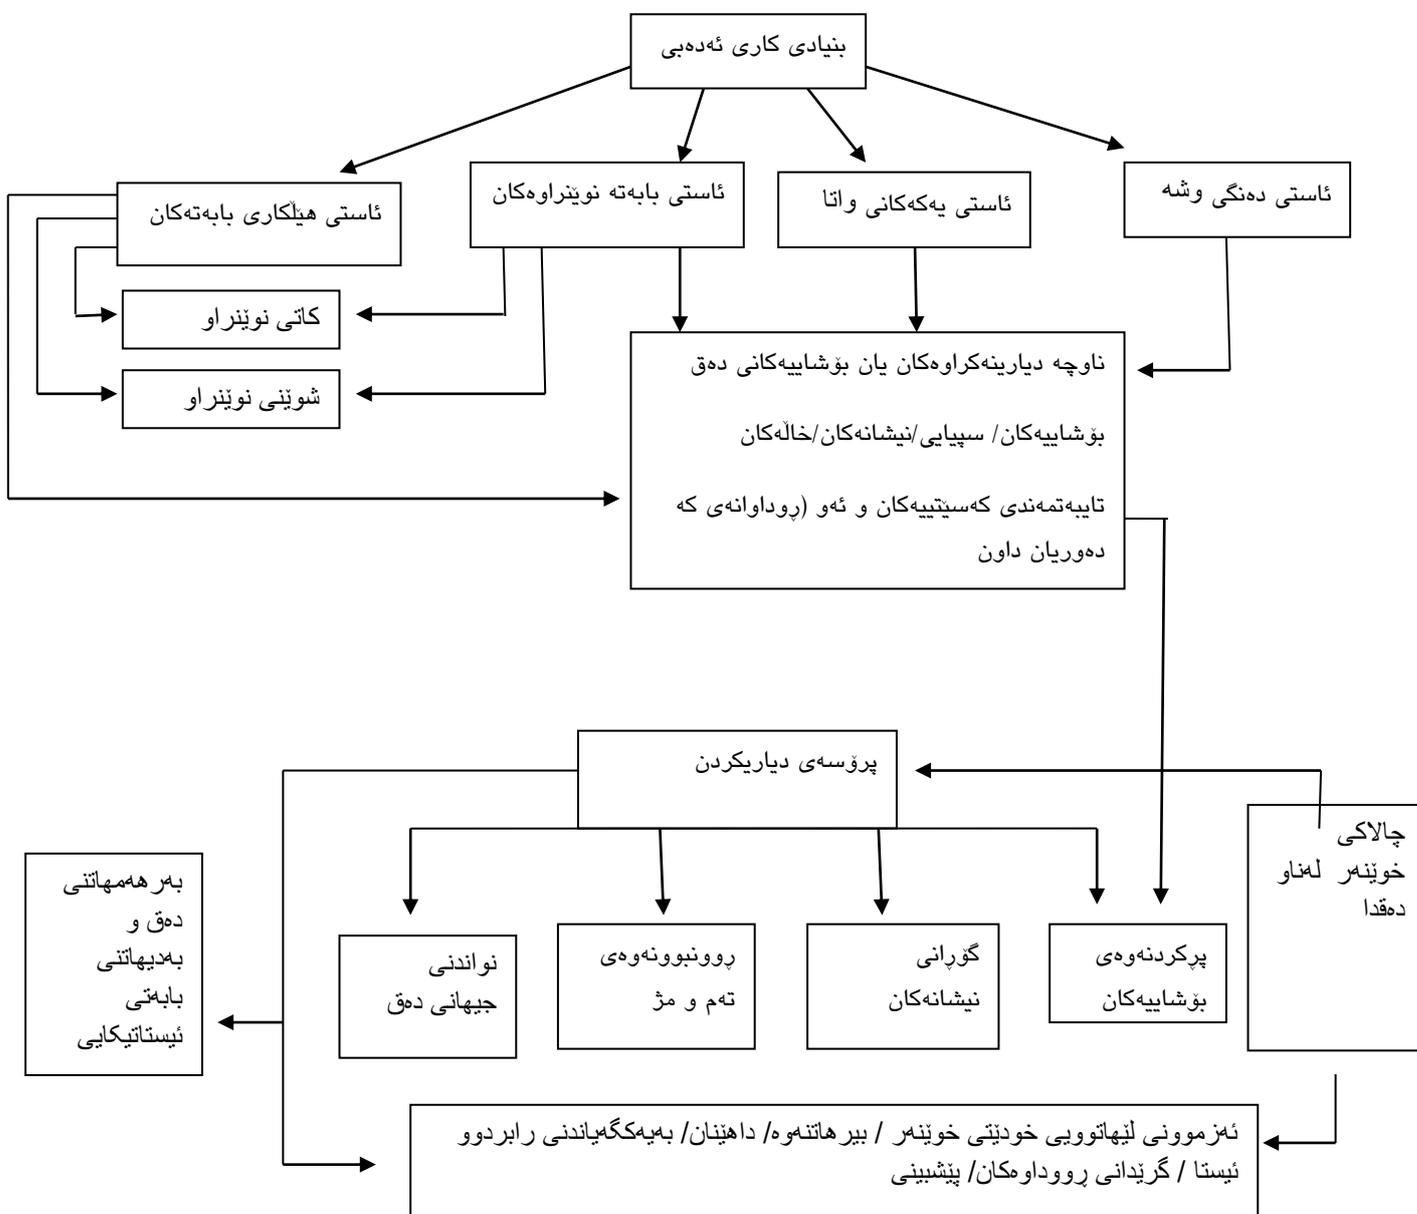 بنیادی کاری ئەدەبی
ئاستی دەنگی وشە
ئاستی یەکەکانی واتا
ئاستی بابەتە نوێنراوەکان
ئاستی هێڵکاری بابەتەکان
کاتی نوێنراو
شوێنی نوێنراو
ناوچە دیارینەکراوەکان یان بۆشاییەکانی دەق
بۆشاییەکان/ سپیایی/نیشانەکان/خاڵەکان
تایبەتمەندی کەسێتییەکان و ئەو (ڕوداوانەی کە
دەوریان داون
پرۆسەی دیاریکردن
چالاکی
خوێنەر لەناو
دەقدا
پڕکردنەوەی
بۆشاییەکان
گۆڕانی
نیشانەکان
ڕوونبوونەوەی
تەم و مژ
نواندنی
جیهانی دەق
بەرهەمهاتنی
دەق و
بەدیهاتنی
بابەتی
ئیستاتیکایی
ئەزموونی لێهاتوویی خودێتی خوێنەر / بیرهاتنەوە/ داهێنان/ بەیەکگەیاندنی رابردوو
ئیستا / گرێدانی ڕووداوەکان/ پێشبینی